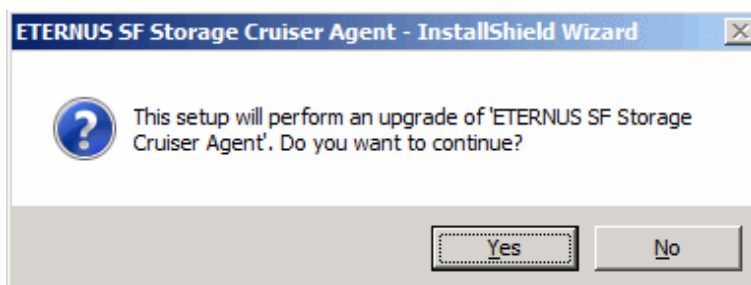 ETERNUS SF Storage Cruiser Agent - InstallShield Wizard
This setup will perform an upgrade of 'ETERNUS SF Storage
Cruiser Agent'. Do you want to continue?
Yes No